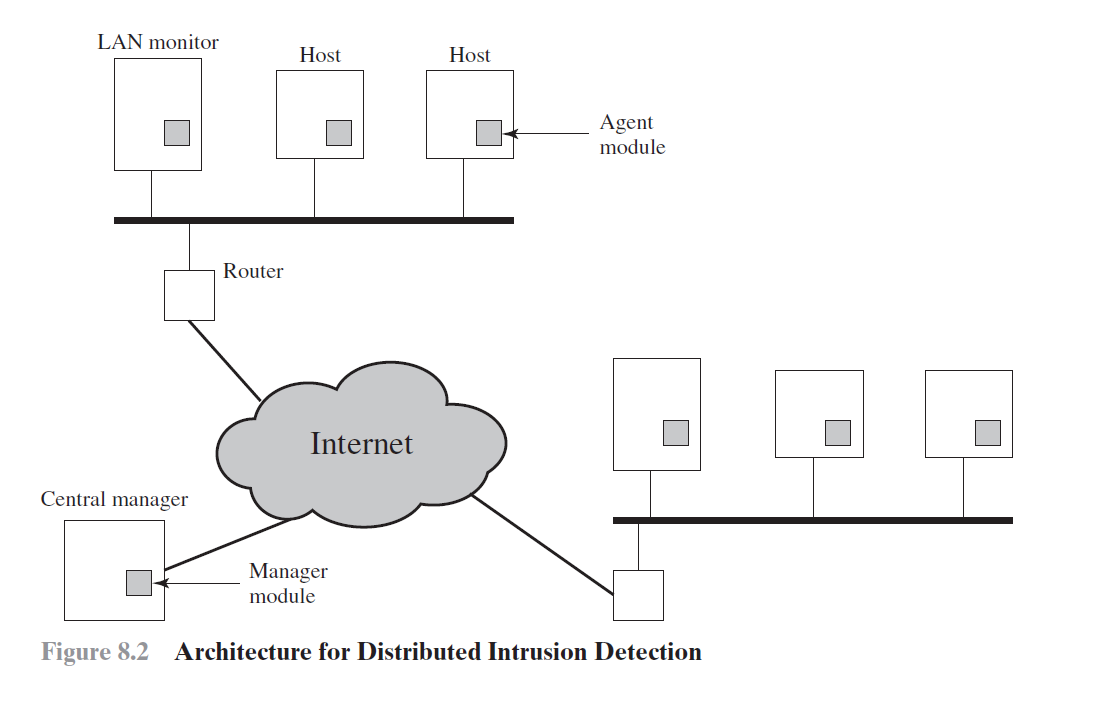 LAN monitor
Host
Host
Agent
module
Router
Internet
Central manager
Manager
module
Figure 8.2 Architecture for Distributed Intrusion Detection